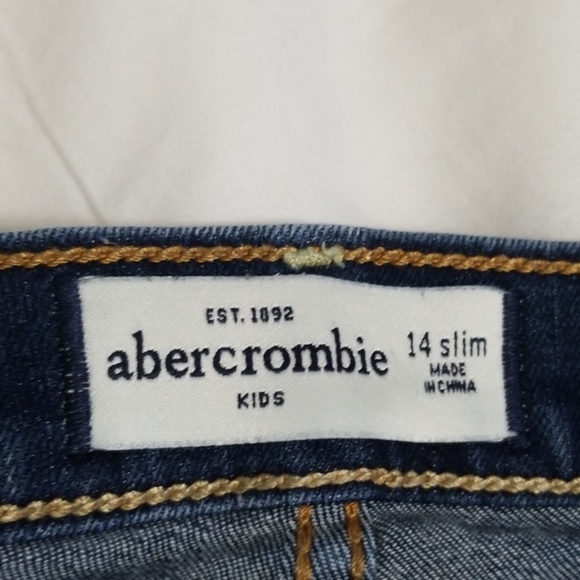 EST. 1892
abercrombie
KIDS
14 slim
MADE
IN CHINA